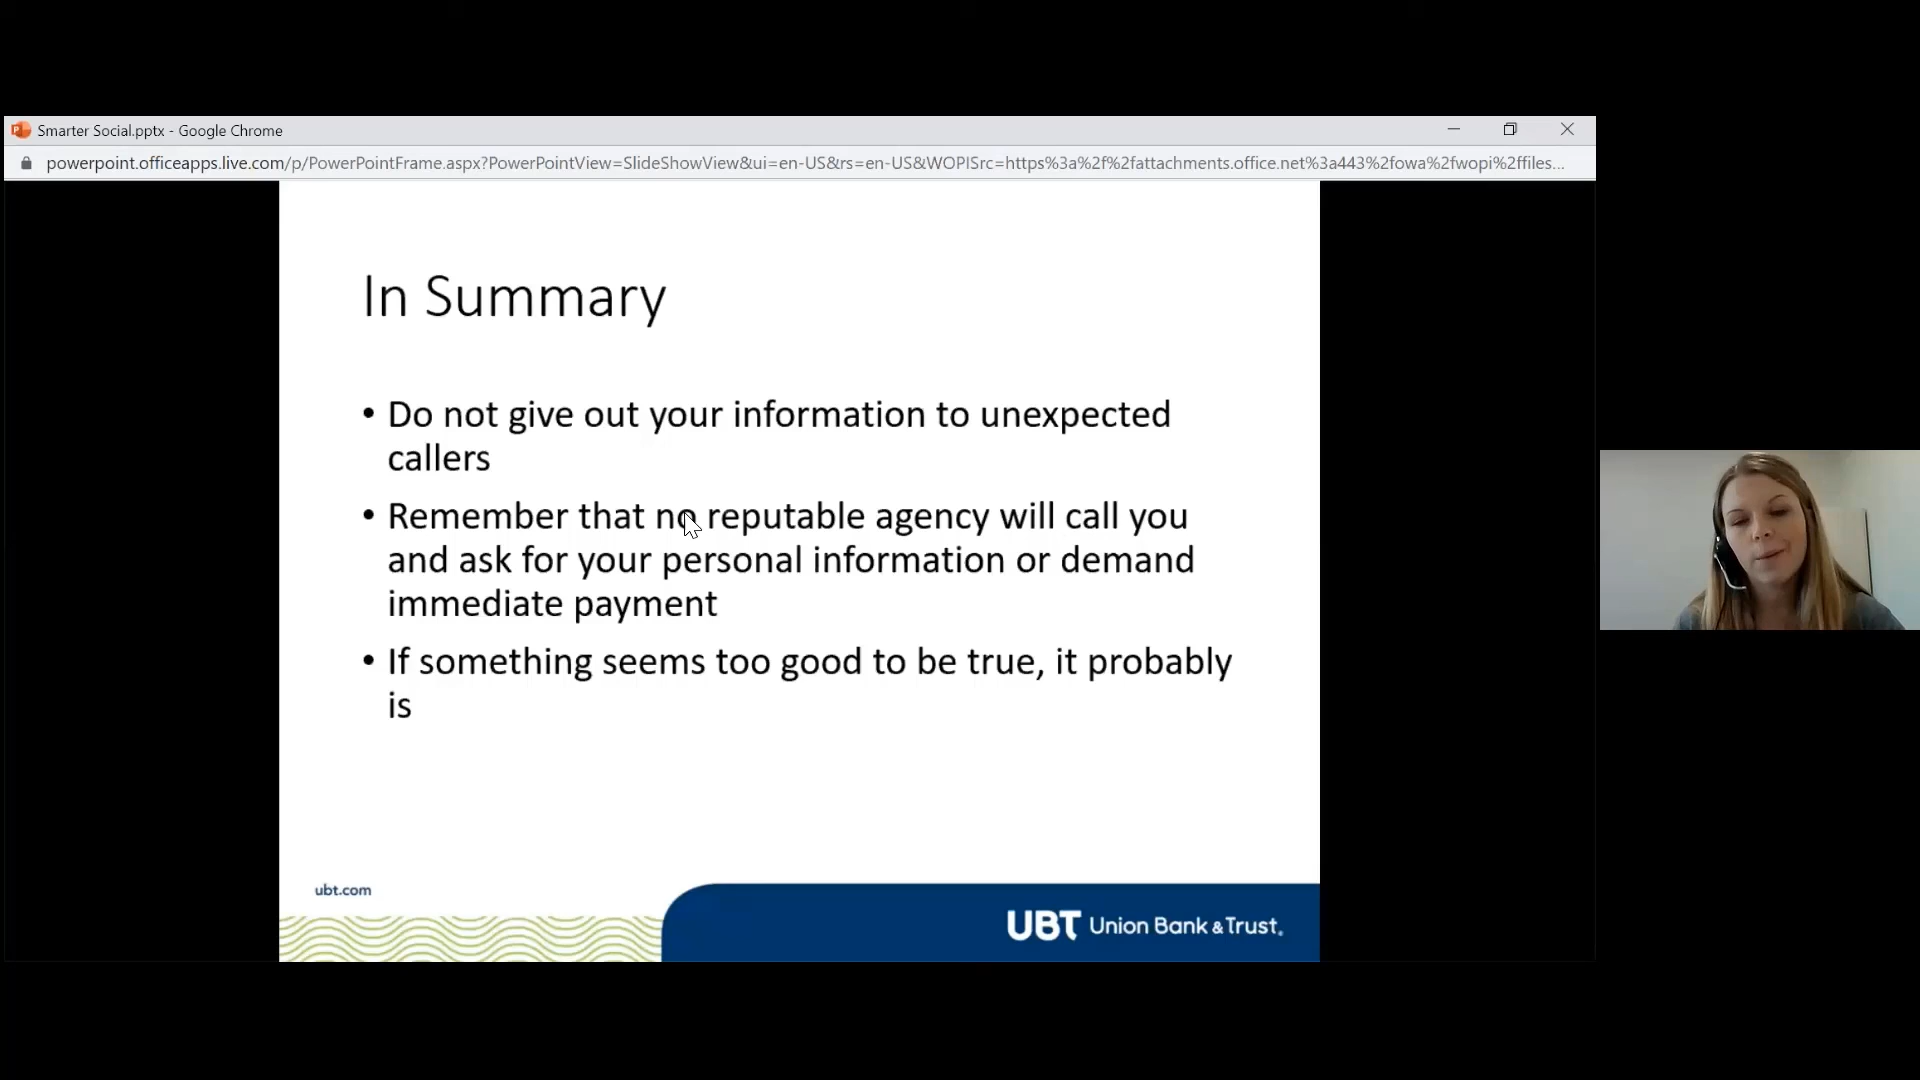 Smarter Social.pptx - Google Chrome
powerpoint.officeapps.live.com/p/PowerPointFrame.aspx?PowerPointView=SlideShowView&ui=en-US&rs=en-US&WOPISrc=https%3a%2f%2fattachments.office.net%3a443%2fowa%2fwopi%2ffiles...
In Summary
• Do not give out your information to unexpected
callers
• Remember that no reputable agency will call you
and ask for your personal information or demand
immediate payment
• If something seems too good to be true, it probably
is
ubt.com
UBT Union Bank & Trust.